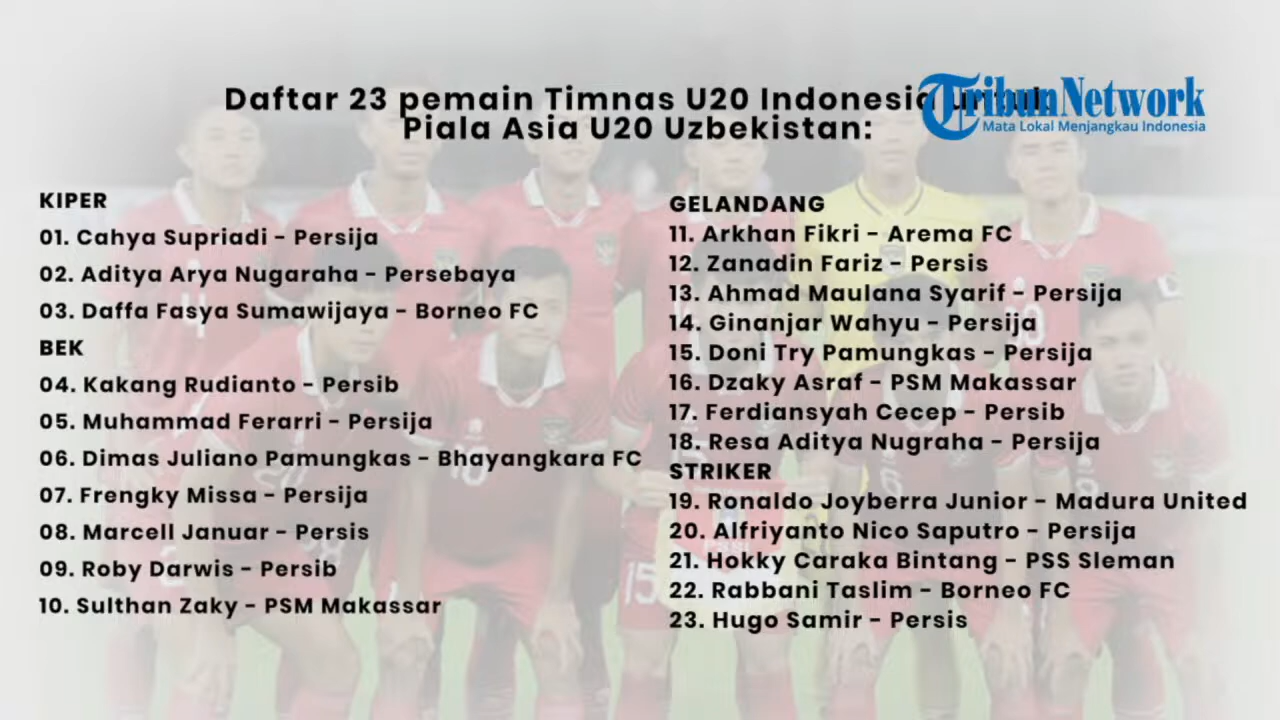 Daftar 23 pemain Timnas U20 Indonesia untuk
Piala Asia U20 Uzbekistan:
TribunNetwork
Mata Lokal Menjangkau Indonesia
KIPER
01. Cahya Supriadi - Persija
02. Aditya Arya Nugaraha - Persebaya
03. Daffa Fasya Sumawijaya - Borneo FC
BEK
04. Kakang Rudianto - Persib
05. Muhammad Ferarri - Persija
06. Dimas Juliano Pamungkas - Bhayangkara FC
07. Frengky Missa - Persija
08. Marcell Januar - Persis
09. Roby Darwis - Persib
10. Sulthan Zaky - PSM Makassar
GELANDANG
11. Arkhan Fikri - Arema FC
12. Zanadin Fariz - Persis
13. Ahmad Maulana Syarif - Persija
14. Ginanjar Wahyu - Persija
15. Doni Try Pamungkas - Persija
16. Dzaky Asraf - PSM Makassar
17. Ferdiansyah Cecep - Persib
18. Resa Aditya Nugraha - Persija
STRIKER
19. Ronaldo Joyberra Junior - Madura United
20. Alfriyanto Nico Saputro - Persija
21. Hokky Caraka Bintang - PSS Sleman
22. Rabbani Taslim - Borneo FC
23. Hugo Samir - Persis